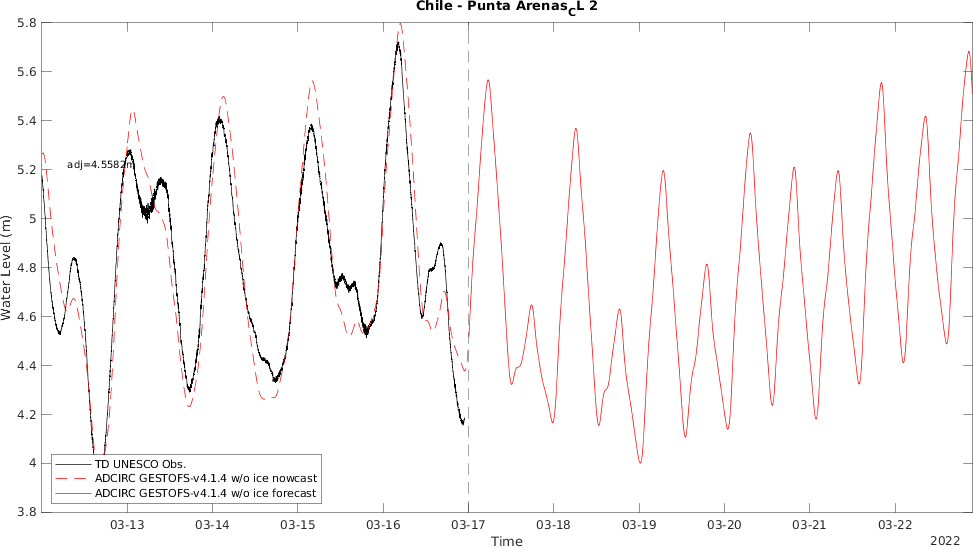 Chile - Punta Arenas_CL 2
5.8
5.6
5.4
5.2
5
4.8
4.6
4.4
4.2
4
3.8
Water Level (m)
adj=4.5582m
TD UNESCO Obs.
ADCIRC GESTOFS-v4.1.4 w/o ice nowcast
ADCIRC GESTOFS-v4.1.4 w/o ice forecast
03-13 03-14 03-15 03-16 03-17 03-18 03-19 03-20 03-21 03-22
Time
2022